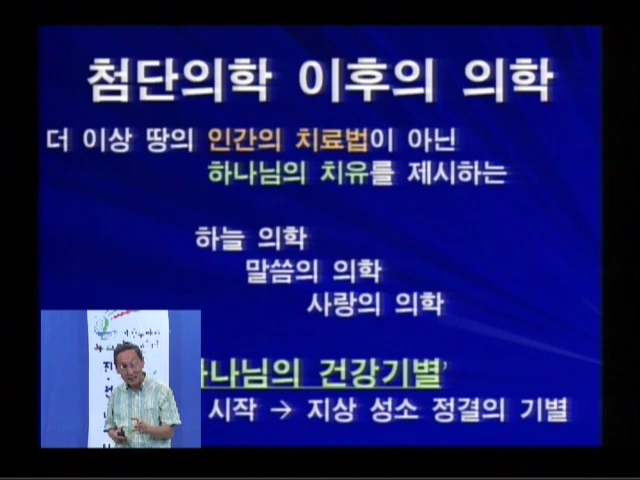 첨단의학 이후의 의학
더 이상 땅의 인간의 치료법이 아닌
하나님의 치유를 제시하는
하늘 의학
말씀의 의학
사랑의 의학
하나님의 건강기별’
시작 → 지상 성소 정결의 기별